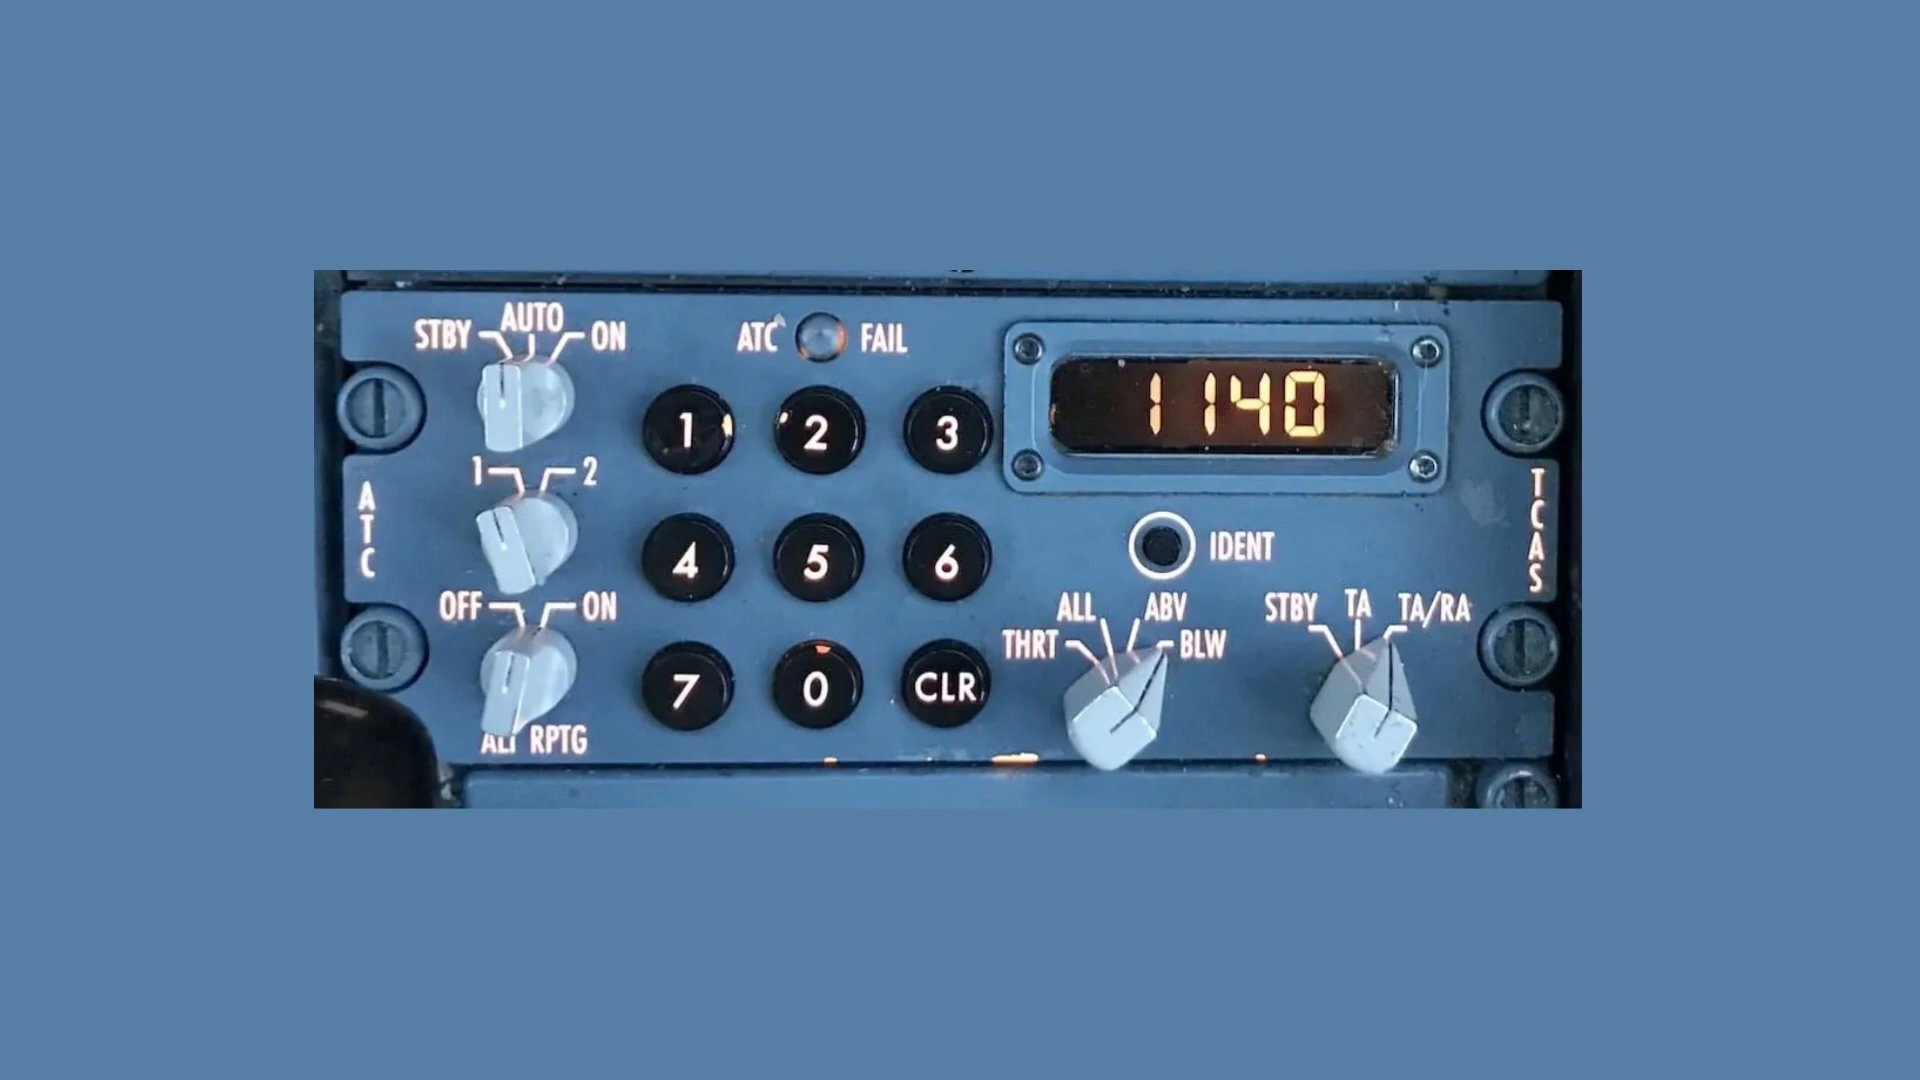 AUTO
STBY ON
ATC FAIL
1140
1 2 3
1 2
ATC
4 5 6
IDENT
TCAS
OFF ON
ALL ABV
THRT BLW
STBY TA TA/RA
7 0 CLR
ALT RPTG